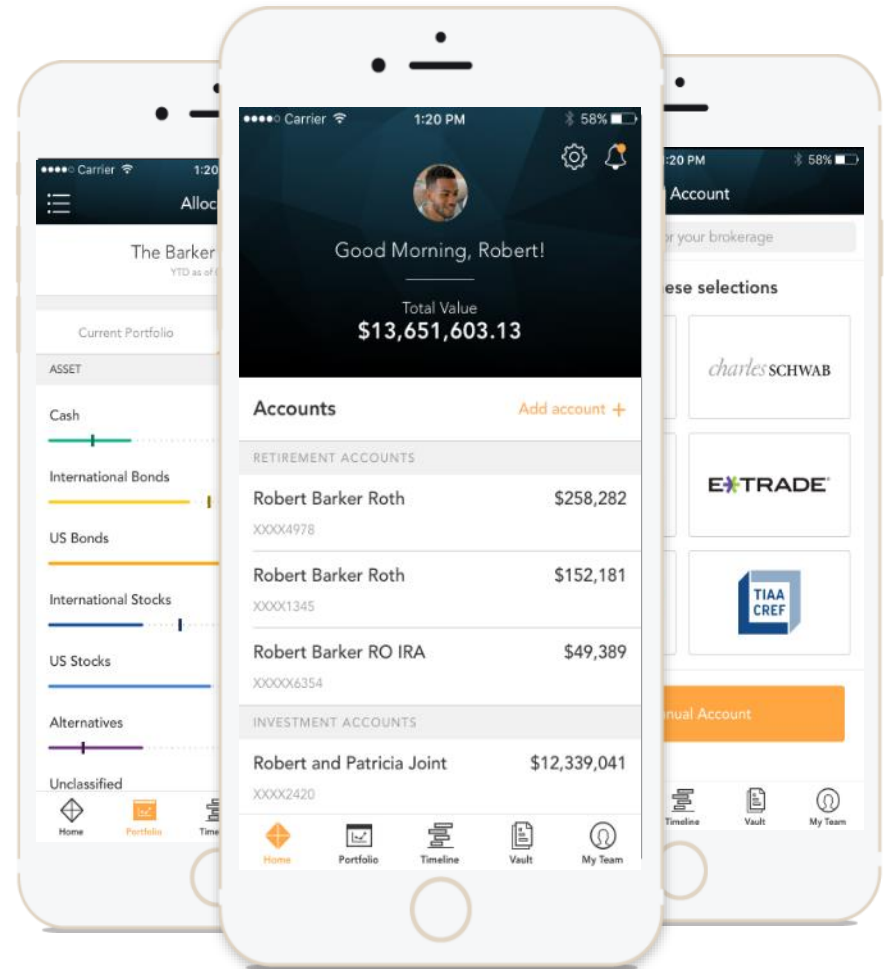 Carrier 1:20
Alloc
The Barker
YTD as of
Current Portfolio
ASSET
Cash
International Bonds
US Bonds
International Stocks
US Stocks
Alternatives
Unclassified
Home Portfolio Time
Carrier 1:20 PM 58%
Good Morning, Robert!
Total Value
$13,651,603.13
Accounts Add account +
RETIREMENT ACCOUNTS
Robert Barker Roth $258,282
XXXX4978
Robert Barker Roth $152,181
XXXX1345
Robert Barker RO IRA $49,389
XXXXX6354
INVESTMENT ACCOUNTS
Robert and Patricia Joint $12,339,041
XXXX2420
Home Portfolio Timeline Vault My Team
:20 PM 58%
Account
or your brokerage
ese selections
charles SCHWAB
E*TRADE
TIAA
CREF
nual Account
Timeline Vault My Team